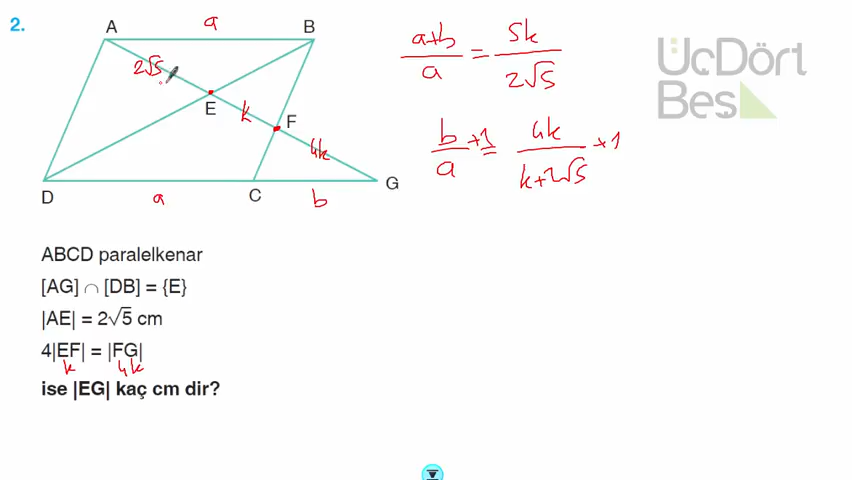 2.
A
a
B
2√5
E
k
F
4k
D
a
C
b
G
(a+b)/a = 5k/(2√5)
b/a + 1 = 4k/(k+2√5) + 1
ÜçDört
Beş
ABCD paralelkenar
[AG] ∩ [DB] = {E}
|AE| = 2√5 cm
4|EF| = |FG|
k 4k
ise |EG| kaç cm dir?